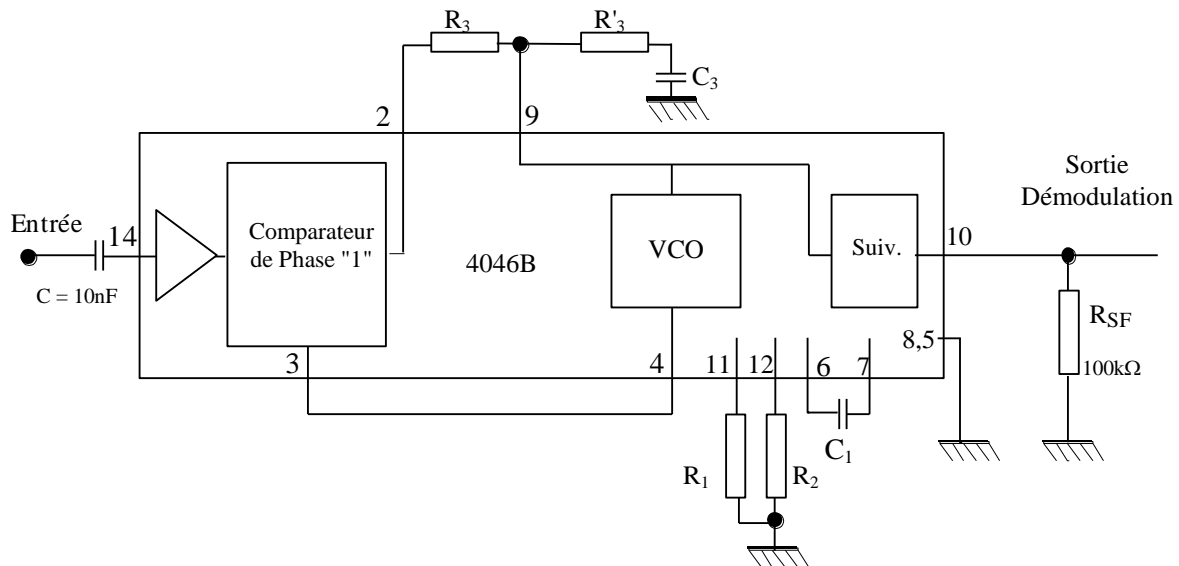 R3
R'3
C3
2
9
Sortie
Démodulation
Entrée
14
Comparateur
de Phase "1"
4046B
VCO
Suiv.
10
C = 10nF
RSF
100kΩ
8,5
3
4
11
12
6
7
C1
R1
R2